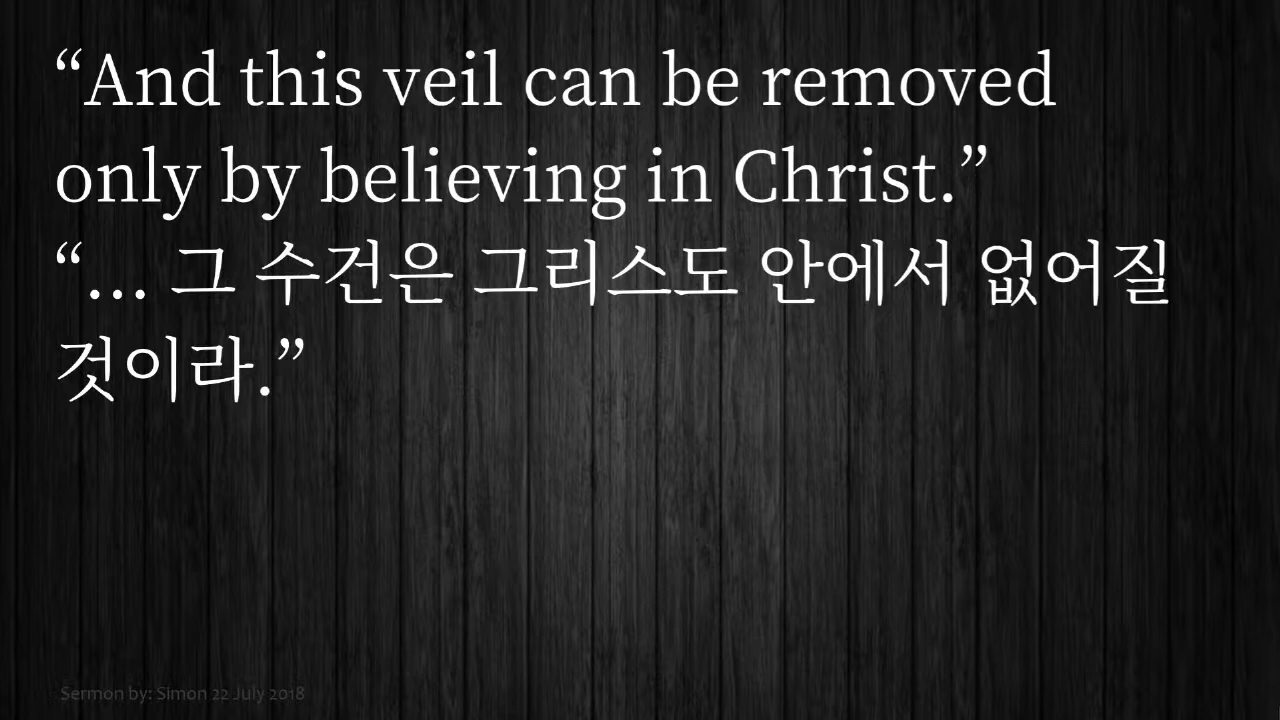 “And this veil can be removed
only by believing in Christ.”
“… 그 수건은 그리스도 안에서 없어질
것이라.”
Sermon by: Simon 22 July 2018